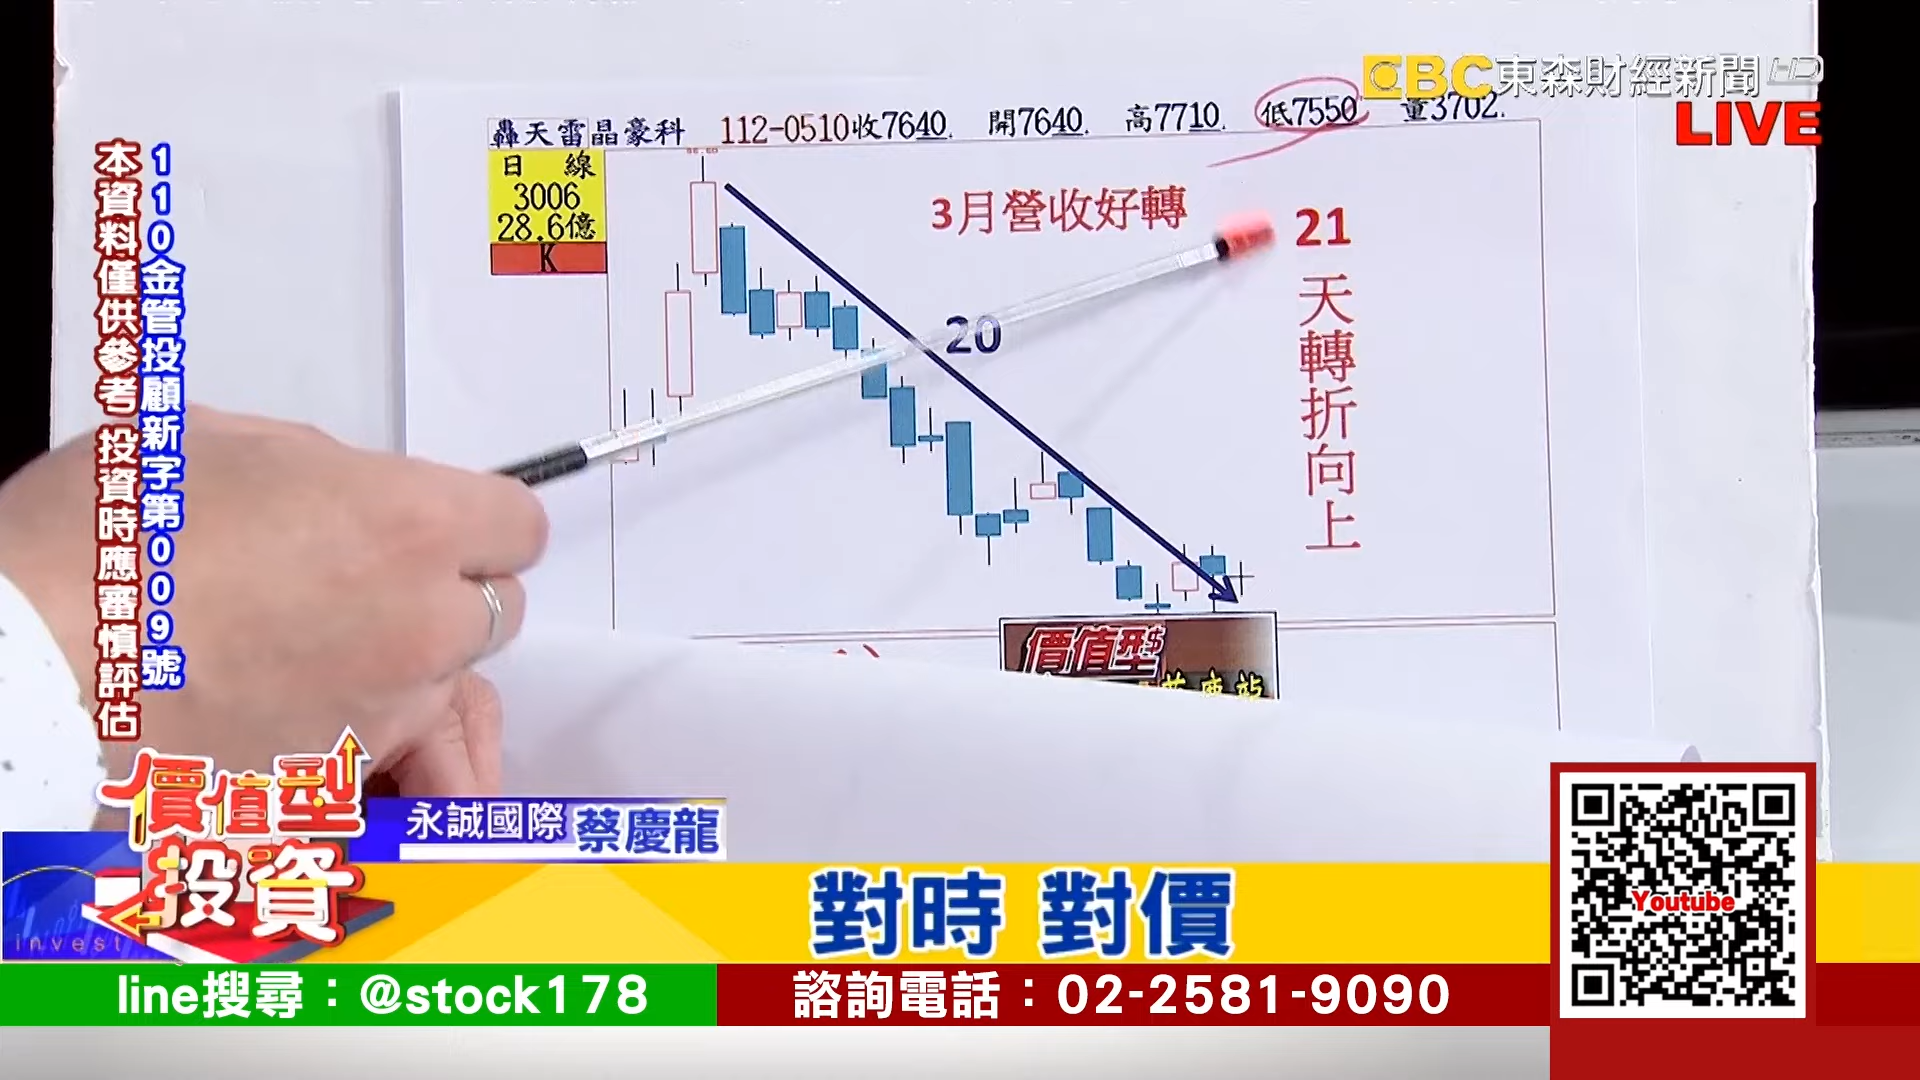 EBC東森財經新聞HD
LIVE
轟天雷晶豪科 112-0510收7640. 開7640. 高7710. 低7550 量3702.
日 線
3006
28.6億
K
3月營收好轉
20
21天轉折向上
110金管投顧新字第009號
本資料僅供參考 投資時應審慎評估
價值型$
價值型
投資
invest
永誠國際 蔡慶龍
對時 對價
line搜尋：@stock178
諮詢電話：02-2581-9090
Youtube